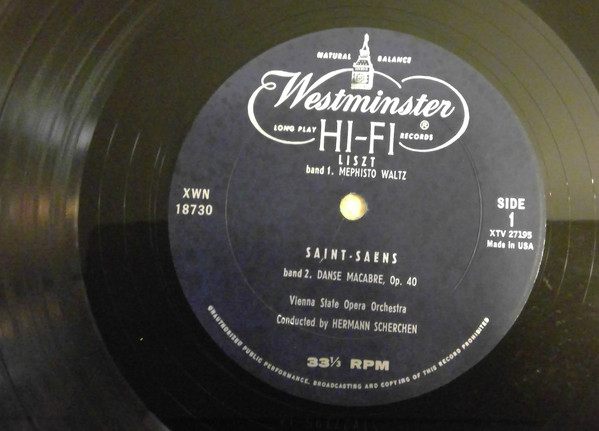 NATURAL BALANCE
Westminster
LONG PLAY HI-FI RECORDS
®
LISZT
band 1. MEPHISTO WALTZ
XWN
18730
SIDE
1
XTV 27195
Made in USA
SAINT-SAENS
band 2. DANSE MACABRE, Op. 40
Vienna State Opera Orchestra
Conducted by HERMANN SCHERCHEN
33⅓ RPM
UNAUTHORIZED PUBLIC PERFORMANCE, BROADCASTING AND COPYING OF THIS RECORD PROHIBITED